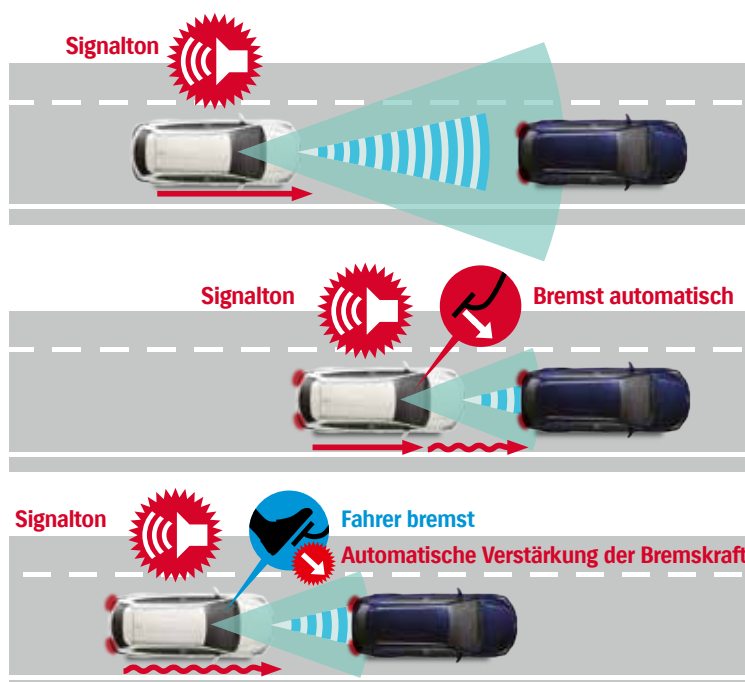 Signalton
Signalton
Bremst automatisch
Signalton
Fahrer bremst
Automatische Verstärkung der Bremskraft